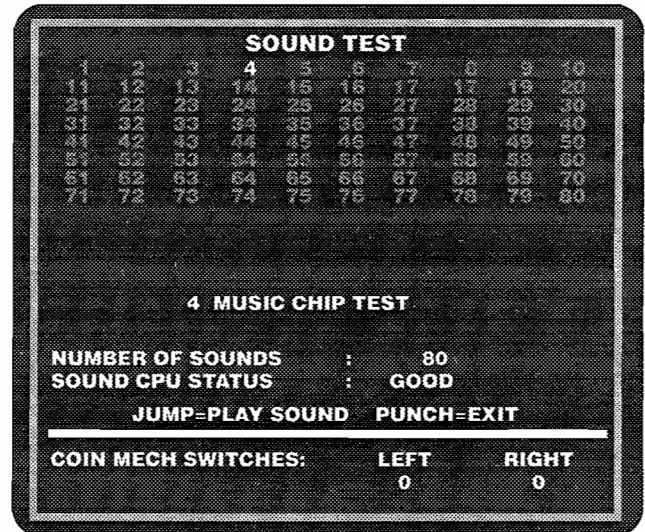 SOUND TEST
1 2 3 4 5 6 7 8 9 10
11 12 13 14 15 16 17 17 19 20
21 22 23 24 25 26 27 28 29 30
31 32 33 34 35 36 37 38 39 40
41 42 43 44 45 46 47 48 49 50
51 52 53 54 55 56 57 58 59 60
61 62 63 64 65 66 67 68 69 70
71 72 73 74 75 76 77 78 79 80
4 MUSIC CHIP TEST
NUMBER OF SOUNDS : 80
SOUND CPU STATUS : GOOD
JUMP=PLAY SOUND PUNCH=EXIT
COIN MECH SWITCHES: LEFT RIGHT
0 0